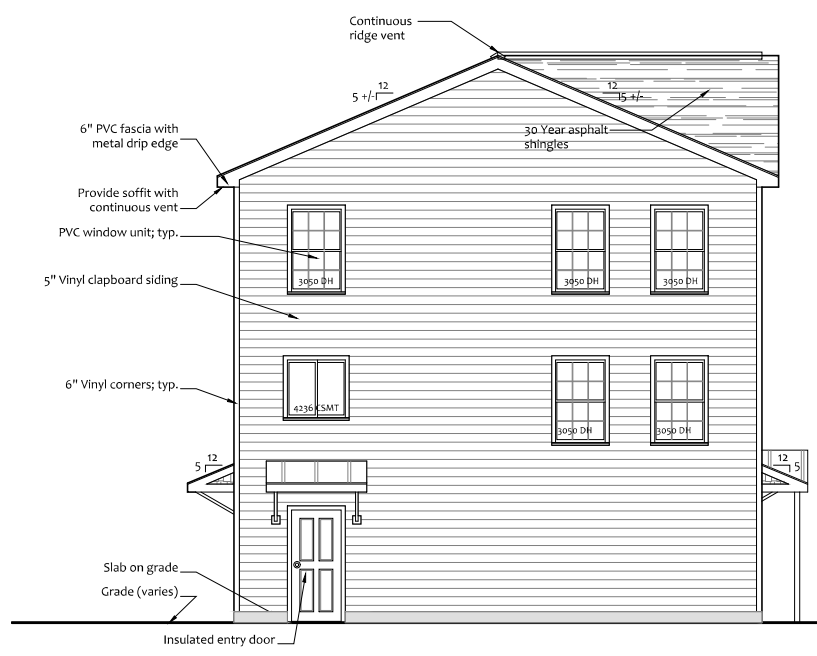 Continuous
ridge vent
12
5 +/-
12
5 +/-
30 Year asphalt
shingles
6" PVC fascia with
metal drip edge
Provide soffit with
continuous vent
PVC window unit; typ.
3050 DH
3050 DH
3050 DH
5" Vinyl clapboard siding
6" Vinyl corners; typ.
4236 CSMT
3050 DH
3050 DH
12
5
12
5
Slab on grade
Grade (varies)
Insulated entry door